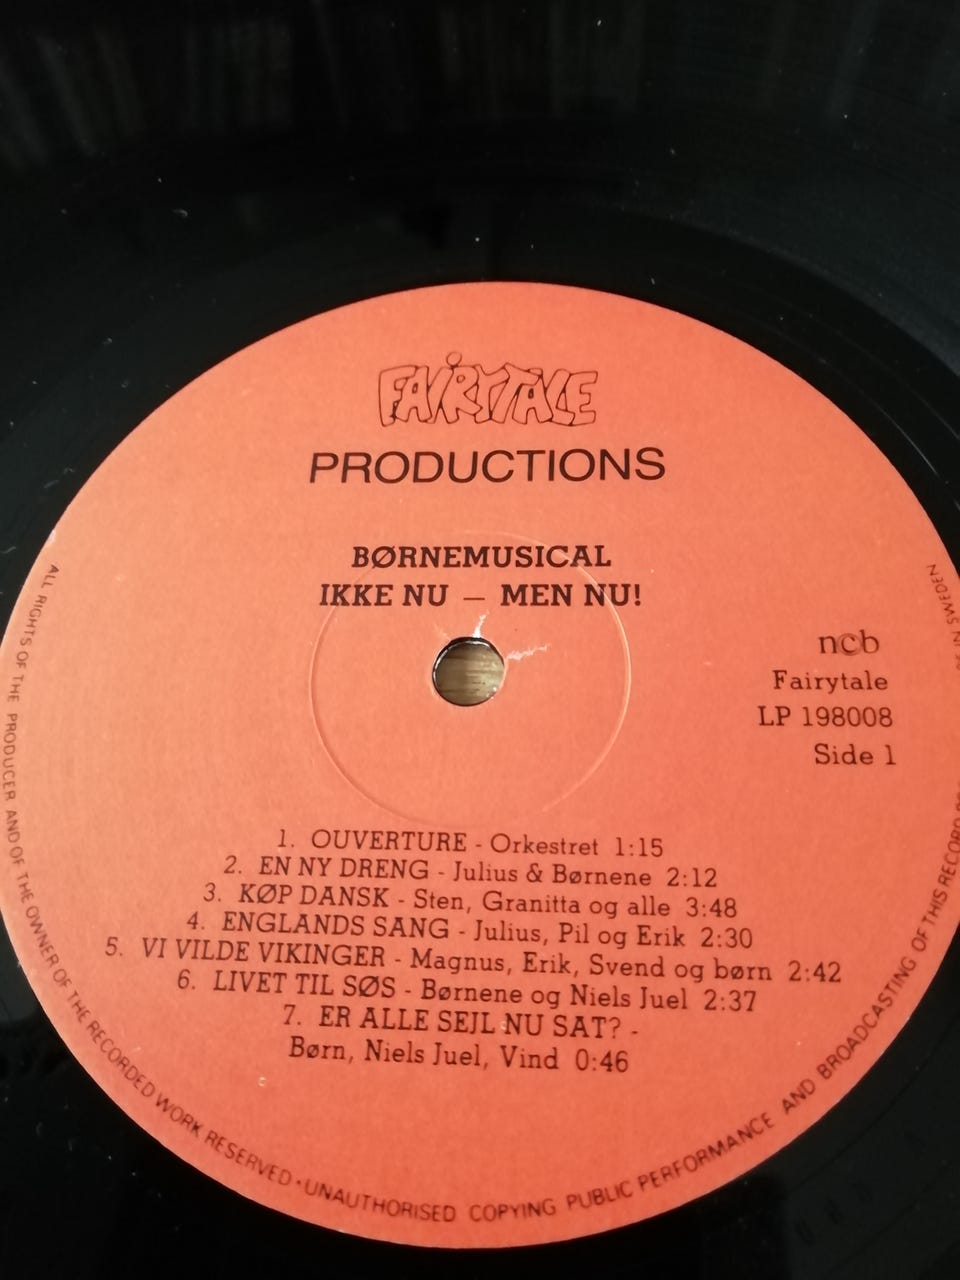 FAIRYTALE
PRODUCTIONS
BØRNEMUSICAL
IKKE NU — MEN NU!
ncb
Fairytale
LP 198008
Side 1
1. OUVERTURE - Orkestret 1:15
2. EN NY DRENG - Julius & Børnene 2:12
3. KØP DANSK - Sten, Granitta og alle 3:48
4. ENGLANDS SANG - Julius, Pil og Erik 2:30
5. VI VILDE VIKINGER - Magnus, Erik, Svend og børn 2:42
6. LIVET TIL SØS - Børnene og Niels Juel 2:37
7. ER ALLE SEJL NU SAT? -
Børn, Niels Juel, Vind 0:46
ALL RIGHTS OF THE PRODUCER AND OF THE OWNER OF THE RECORDED WORK RESERVED • UNAUTHORISED COPYING PUBLIC PERFORMANCE AND BROADCASTING OF THIS RECORD
IN SWEDEN